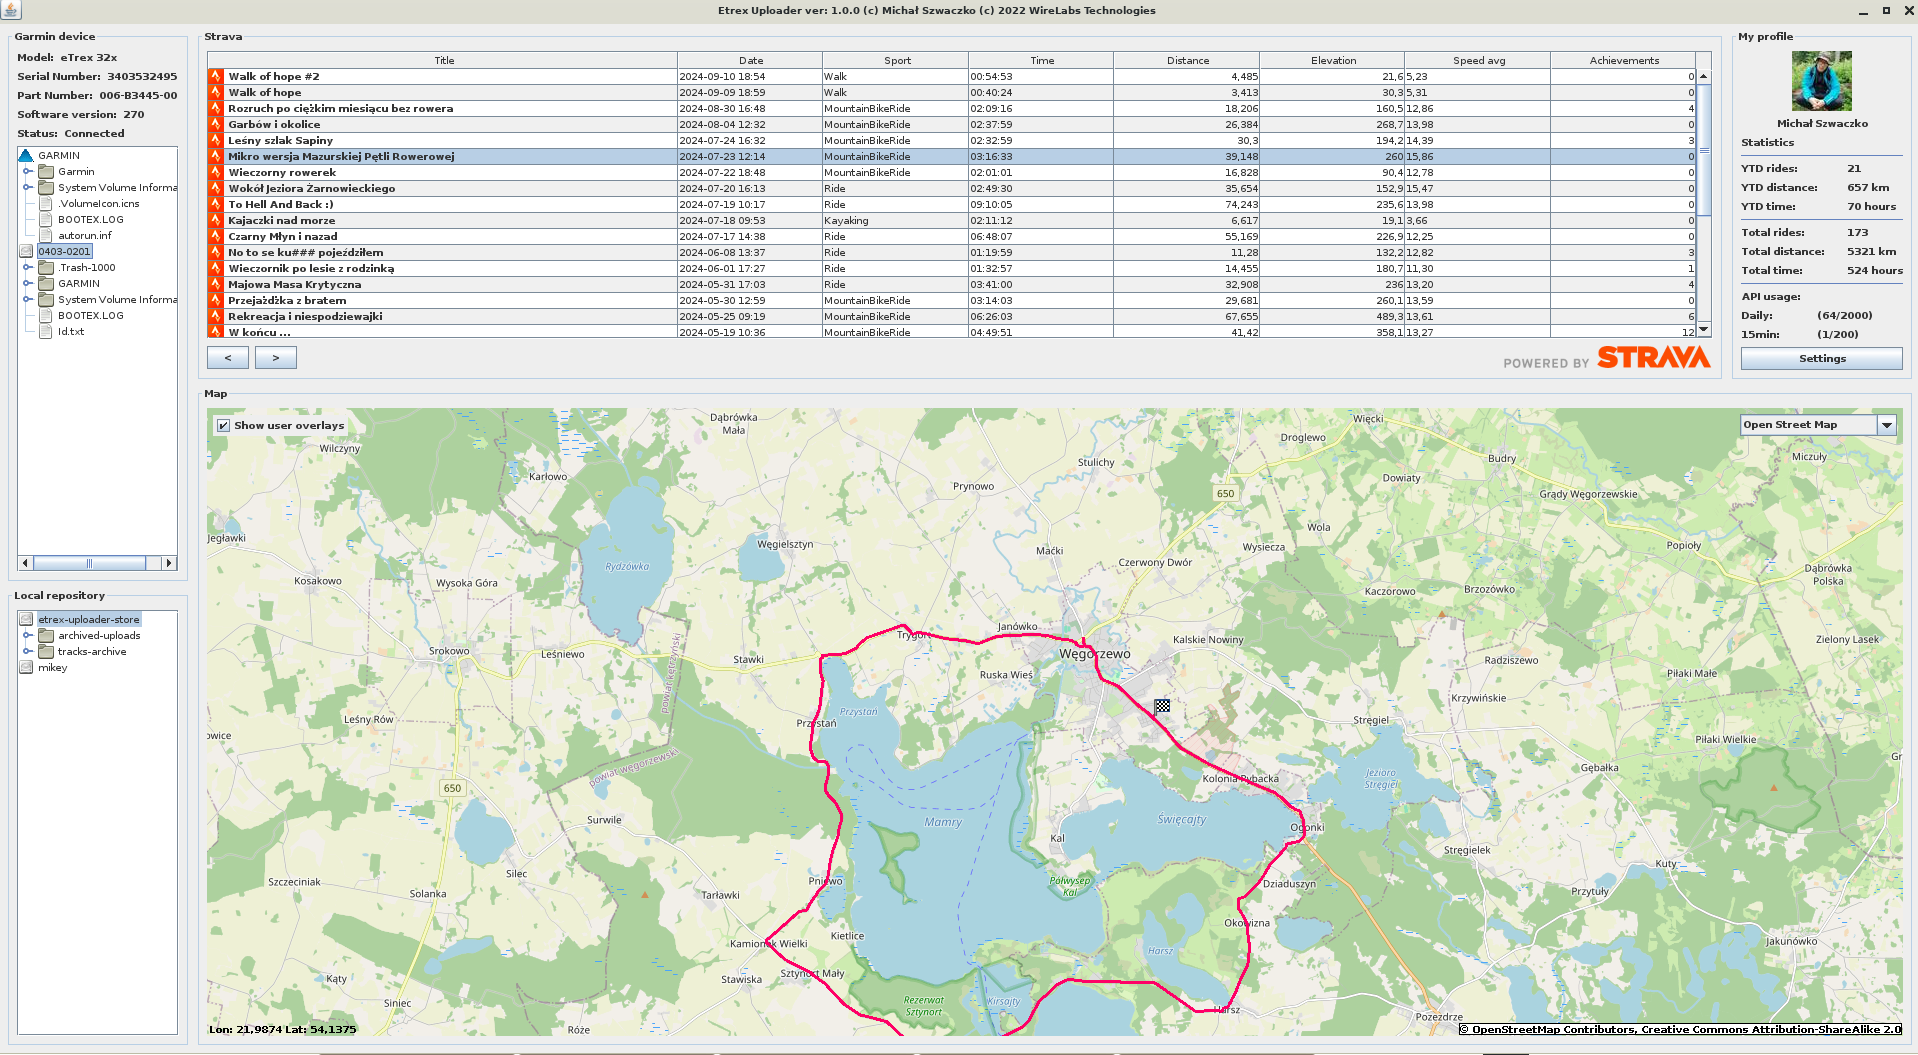 Etrex Uploader ver: 1.0.0 (c) Michał Szwaczko (c) 2022 WireLabs Technologies
Garmin device
Model: eTrex 32x
Serial Number: 3403532495
Part Number: 006-B3445-00
Software version: 270
Status: Connected
GARMIN
Garmin
System Volume Informa
.VolumeIcon.icns
BOOTEX.LOG
autorun.inf
0403-0201
.Trash-1000
GARMIN
System Volume Informa
BOOTEX.LOG
Id.txt
Local repository
etrex-uploader-store
archived-uploads
tracks-archive
mikey
Strava
Title Date Sport Time Distance Elevation Speed avg Achievements
Walk of hope #2 2024-09-10 18:54 Walk 00:54:53 4,485 21,6 5,23 0
Walk of hope 2024-09-09 18:59 Walk 00:40:24 3,413 30,3 5,31 0
Rozruch po ciężkim miesiącu bez rowera 2024-08-30 16:48 MountainBikeRide 02:09:16 18,206 160,5 12,86 4
Garbów i okolice 2024-08-04 12:32 MountainBikeRide 02:37:59 26,384 268,7 13,98 0
Leśny szlak Sapiny 2024-07-24 16:32 MountainBikeRide 02:32:59 30,3 194,2 14,39 3
Mikro wersja Mazurskiej Pętli Rowerowej 2024-07-23 12:14 MountainBikeRide 03:16:33 39,148 260 15,86 0
Wieczorny rowerek 2024-07-22 18:48 MountainBikeRide 02:01:01 16,828 90,4 12,78 0
Wokół Jeziora Żarnowieckiego 2024-07-20 16:13 Ride 02:49:30 35,654 152,9 15,47 0
To Hell And Back :) 2024-07-19 10:17 Ride 09:10:05 74,243 235,6 13,98 0
Kajaczki nad morze 2024-07-18 09:53 Kayaking 02:11:12 6,617 19,1 3,66 0
Czarny Młyn i nazad 2024-07-17 14:38 Ride 06:48:07 55,169 226,9 12,25 0
No to se ku### pojeździłem 2024-06-08 13:37 Ride 01:19:59 11,28 132,2 12,82 3
Wieczornik po lesie z rodzinką 2024-06-01 17:27 Ride 01:32:57 14,455 180,7 11,30 1
Majowa Masa Krytyczna 2024-05-31 17:03 Ride 03:41:00 32,908 236 13,20 4
Przejażdżka z bratem 2024-05-30 12:59 MountainBikeRide 03:14:03 29,681 260,1 13,59 0
Rekreacja i niespodziewajki 2024-05-25 09:19 MountainBikeRide 06:26:03 67,655 489,3 13,61 6
W końcu ... 2024-05-19 10:36 MountainBikeRide 04:49:51 41,42 358,1 13,27 12
< >
POWERED BY STRAVA
My profile
Michał Szwaczko
Statistics
YTD rides: 21
YTD distance: 657 km
YTD time: 70 hours
Total rides: 173
Total distance: 5321 km
Total time: 524 hours
API usage:
Daily: (64/2000)
15min: (1/200)
Settings
Map
Show user overlays
Open Street Map
Dąbrówka
Mała
Więcki
Droglewo
Wilczyny
Karłowo
Stulichy
Budry
Miczuły
Dowiaty
Prynowo
650
Grądy Węgorzewskie
Wola
Jegławki
Węgielsztyn
Maćki
Wysiecza
Popioły
Rydzówka
Czerwony Dwór
Dąbrówka
Polska
Kosakowo
Wysoka Góra
Kaczorowo
Brzozówko
Trygort
Janówko
Kalskie Nowiny
Zielony Lasek
Srokowo
Leśniewo
Stawki
Węgorzewo
Radziszewo
powiat kętrzyński
Ruska Wieś
Piłaki Małe
Krzywińskie
Leśny Rów
Przystań
Przystań
Stręgiel
owice
Piłaki Wielkie
powiat węgorzewski
Gr
Gębałka
Kolonia Rybacka
Jezioro
Stręgiel
650
Surwile
Mamry
Święcajty
Ogonki
Kal
Stręgielek
Kuty
Silec
Szczeciniak
Solanka
Tarławki
Pniewo
Półwysep
Kal
Dziaduszyn
Przytuły
Okowizna
Kamionek Wielki
Kietlice
Harsz
Jakunówko
Kąty
Stawiska
Sztynort Mały
Siniec
Róże
Rezerwat
Sztynort
Kirsajty
Harsz
Pozezdrze
Lon: 21,9874 Lat: 54,1375
© OpenStreetMap Contributors, Creative Commons Attribution-ShareAlike 2.0